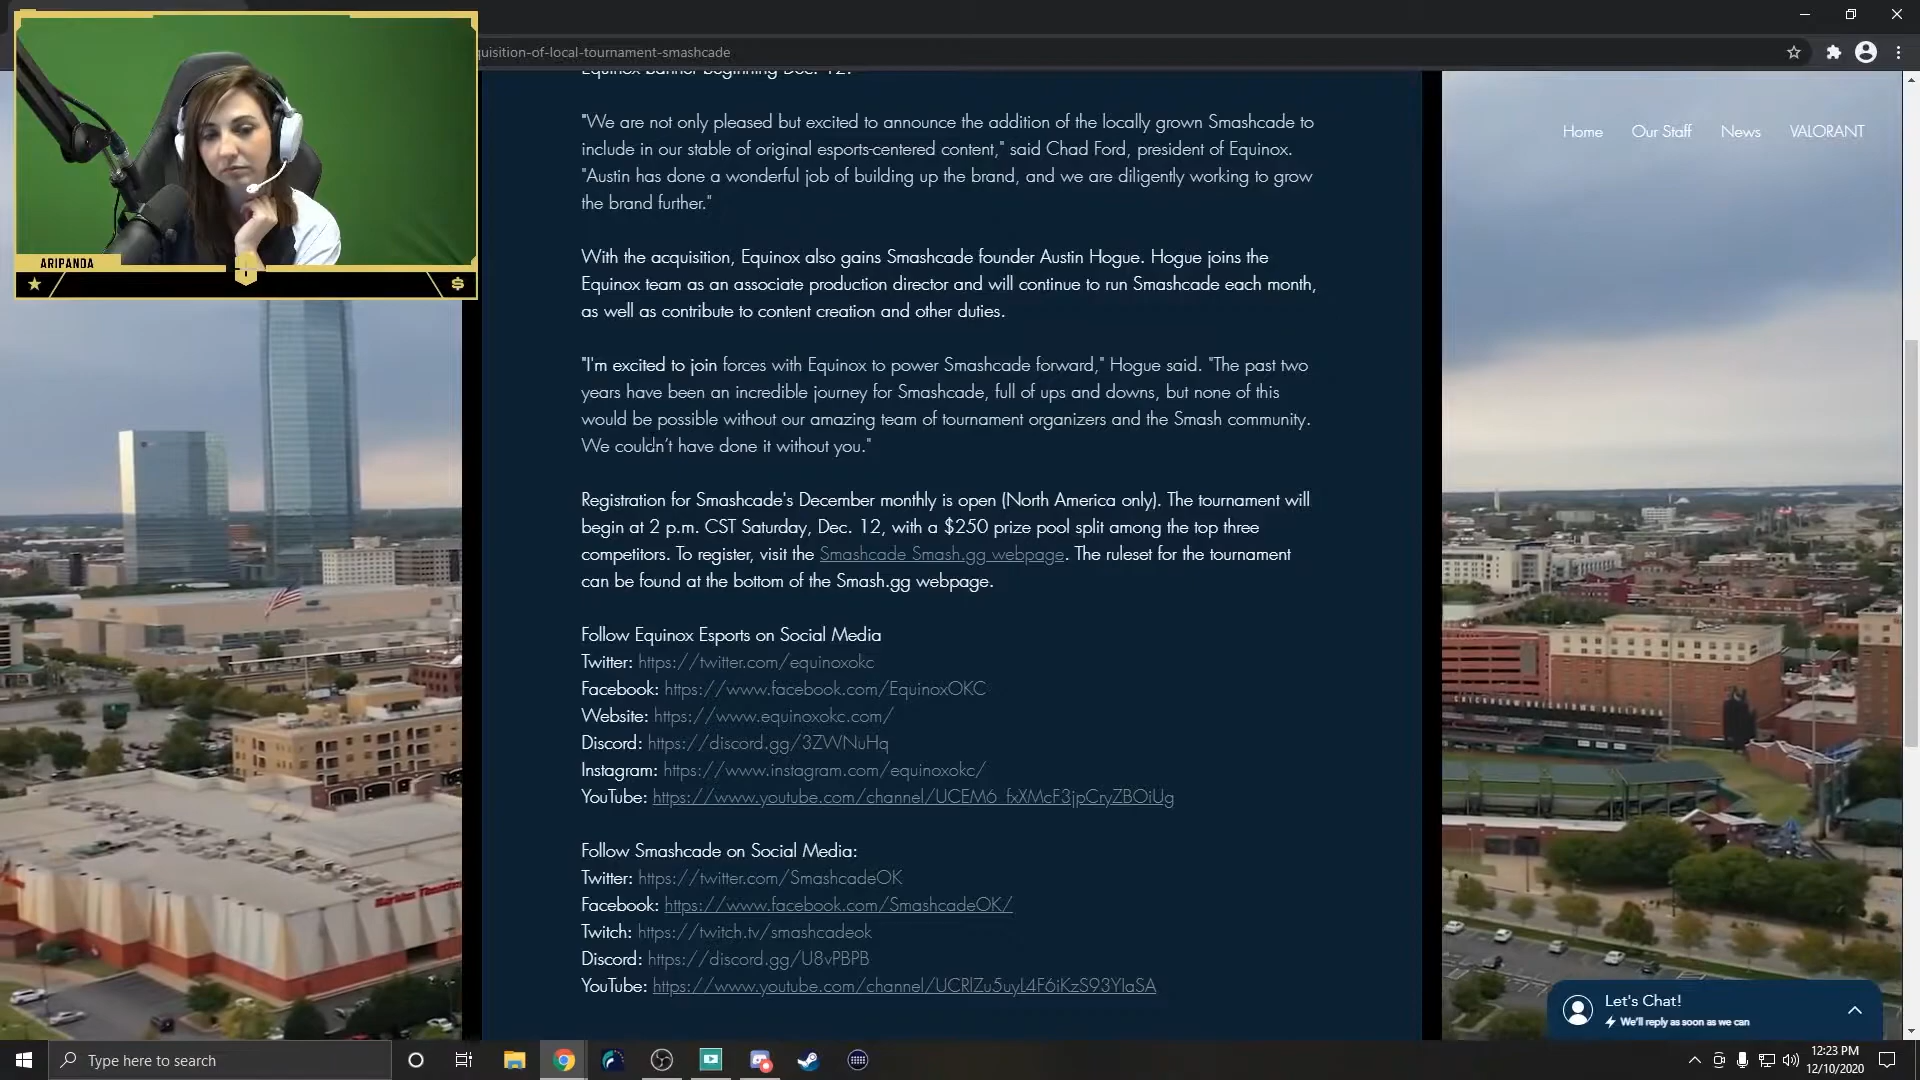 quisition-of-local-tournament-smashcade
Equinox banner beginning Dec. 12.
Home Our Staff News VALORANT
"We are not only pleased but excited to announce the addition of the locally grown Smashcade to
include in our stable of original esports-centered content," said Chad Ford, president of Equinox.
"Austin has done a wonderful job of building up the brand, and we are diligently working to grow
the brand further."
ARIPANDA
With the acquisition, Equinox also gains Smashcade founder Austin Hogue. Hogue joins the
Equinox team as an associate production director and will continue to run Smashcade each month,
as well as contribute to content creation and other duties.
"I'm excited to join forces with Equinox to power Smashcade forward," Hogue said. "The past two
years have been an incredible journey for Smashcade, full of ups and downs, but none of this
would be possible without our amazing team of tournament organizers and the Smash community.
We couldn't have done it without you."
Registration for Smashcade's December monthly is open (North America only). The tournament will
begin at 2 p.m. CST Saturday, Dec. 12, with a $250 prize pool split among the top three
competitors. To register, visit the Smashcade Smash.gg webpage. The ruleset for the tournament
can be found at the bottom of the Smash.gg webpage.
Follow Equinox Esports on Social Media
Twitter: https://twitter.com/equinoxokc
Facebook: https://www.facebook.com/EquinoxOKC
Website: https://www.equinoxokc.com/
Discord: https://discord.gg/3ZWNuHq
Instagram: https://www.instagram.com/equinoxokc/
YouTube: https://www.youtube.com/channel/UCEM6_fxXMcF3jpCryZBOiUg
Follow Smashcade on Social Media:
Twitter: https://twitter.com/SmashcadeOK
Facebook: https://www.facebook.com/SmashcadeOK/
Twitch: https://twitch.tv/smashcadeok
Discord: https://discord.gg/U8vPBPB
YouTube: https://www.youtube.com/channel/UCRlZu5uyL4F6iKzS93YIaSA
Let's Chat!
We'll reply as soon as we can
Type here to search
12:23 PM
12/10/2020